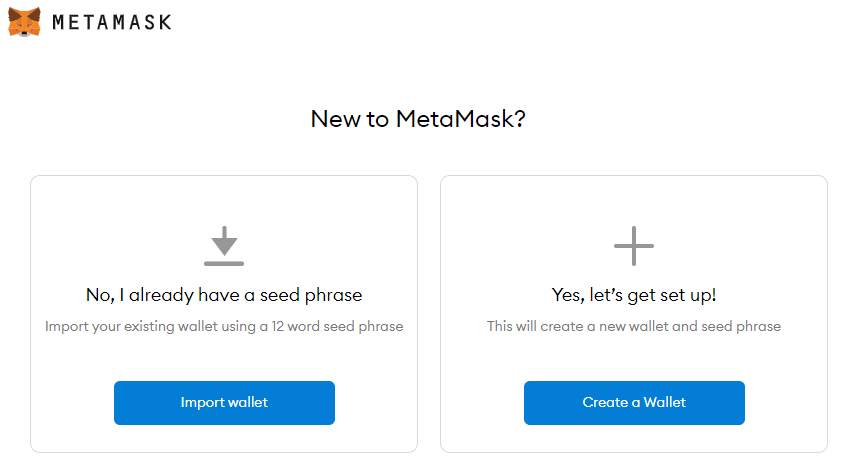 METAMASK
New to MetaMask?
No, I already have a seed phrase
Import your existing wallet using a 12 word seed phrase
Import wallet
Yes, let’s get set up!
This will create a new wallet and seed phrase
Create a Wallet